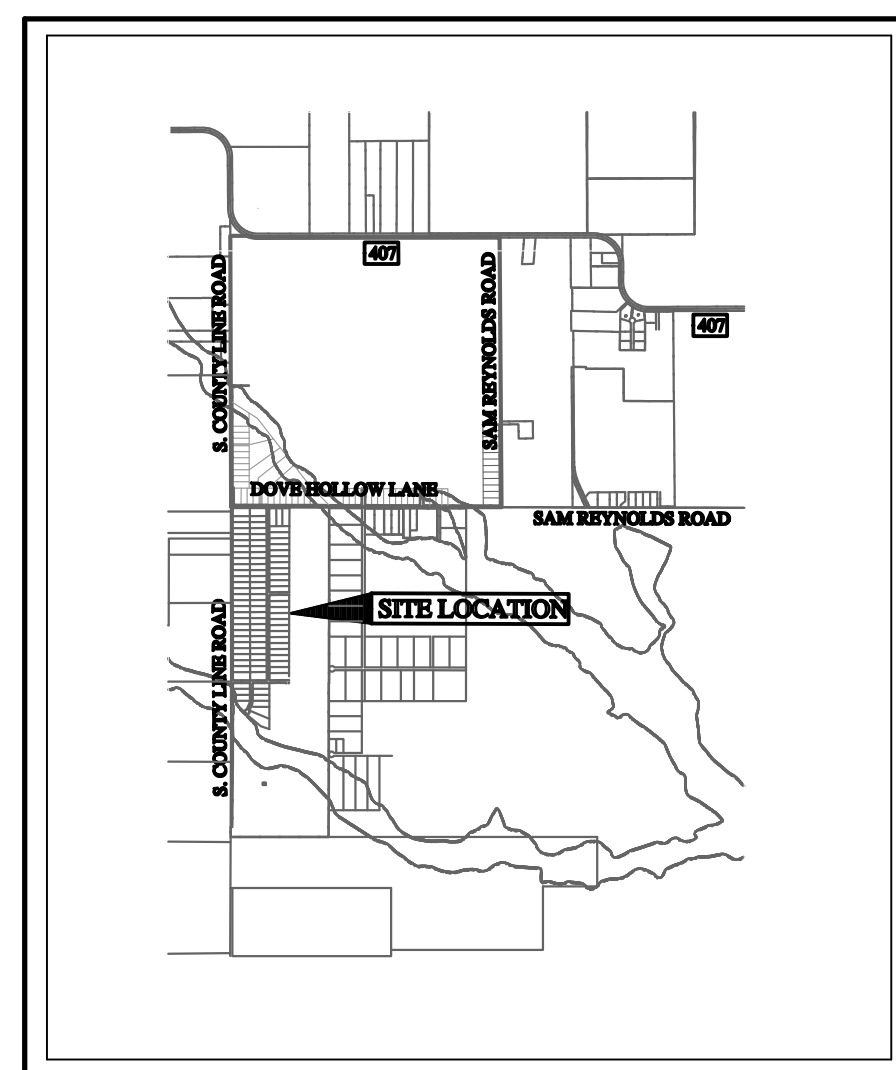 407
S. COUNTY LINE ROAD
SAM REYNOLDS ROAD
407
DOVE HOLLOW LANE
SAM REYNOLDS ROAD
SITE LOCATION
S. COUNTY LINE ROAD